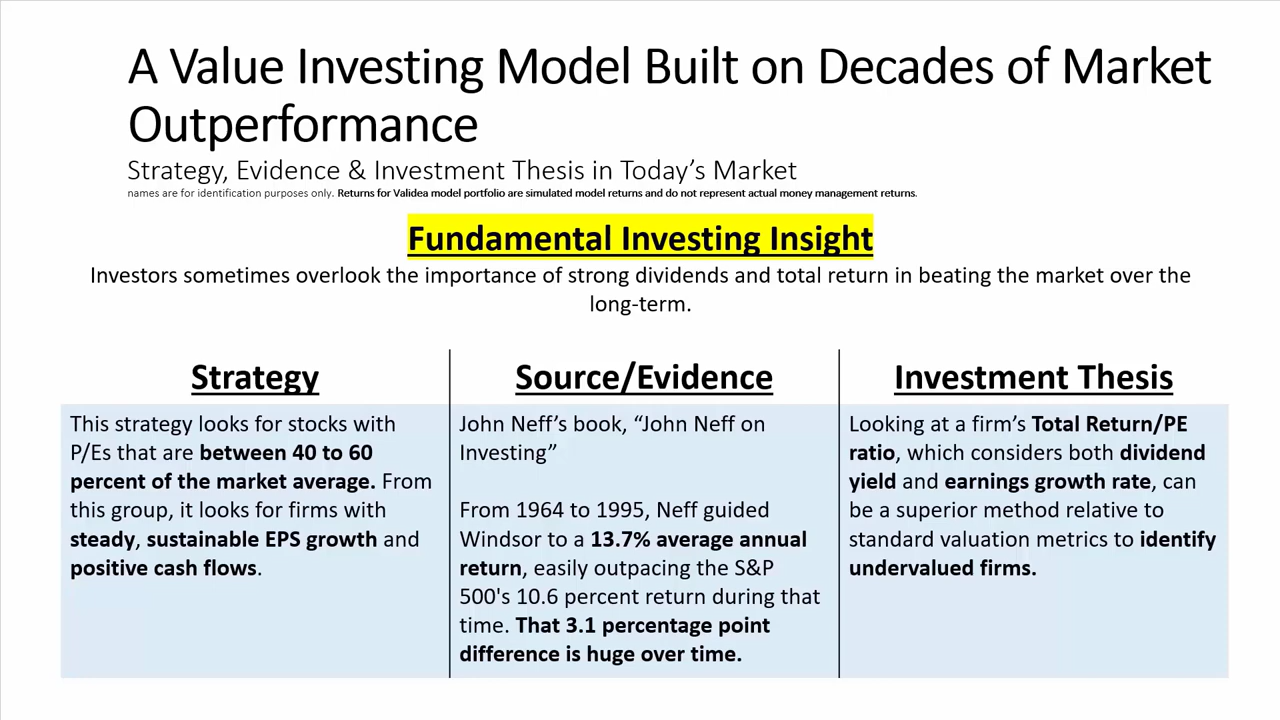 A Value Investing Model Built on Decades of Market
Outperformance
Strategy, Evidence & Investment Thesis in Today’s Market
names are for identification purposes only. Returns for Validea model portfolio are simulated model returns and do not represent actual money management returns.
Fundamental Investing Insight
Investors sometimes overlook the importance of strong dividends and total return in beating the market over the
long-term.
Strategy
This strategy looks for stocks with
P/Es that are between 40 to 60
percent of the market average. From
this group, it looks for firms with
steady, sustainable EPS growth and
positive cash flows.
Source/Evidence
John Neff’s book, “John Neff on
Investing”
From 1964 to 1995, Neff guided
Windsor to a 13.7% average annual
return, easily outpacing the S&P
500's 10.6 percent return during that
time. That 3.1 percentage point
difference is huge over time.
Investment Thesis
Looking at a firm’s Total Return/PE
ratio, which considers both dividend
yield and earnings growth rate, can
be a superior method relative to
standard valuation metrics to identify
undervalued firms.